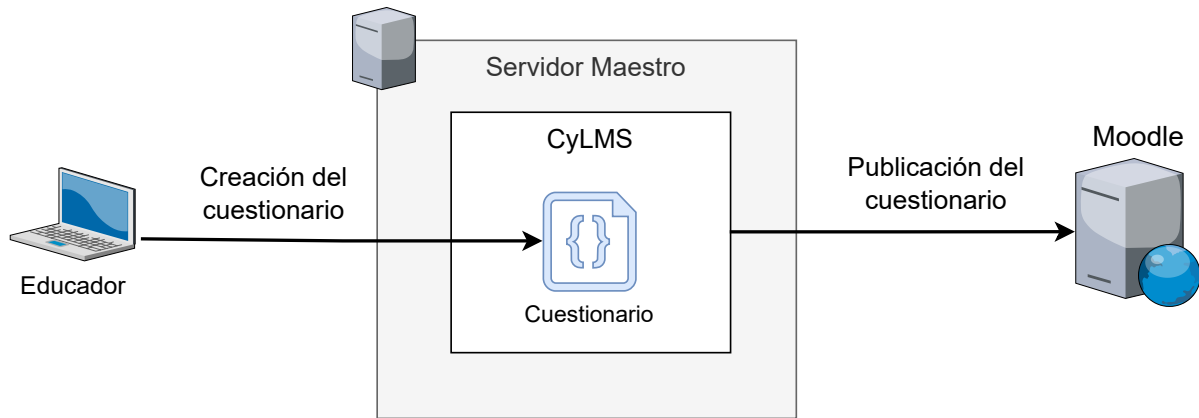 Servidor Maestro
CyLMS
Moodle
Creación del
cuestionario
Publicación del
cuestionario
{}
Educador
Cuestionario